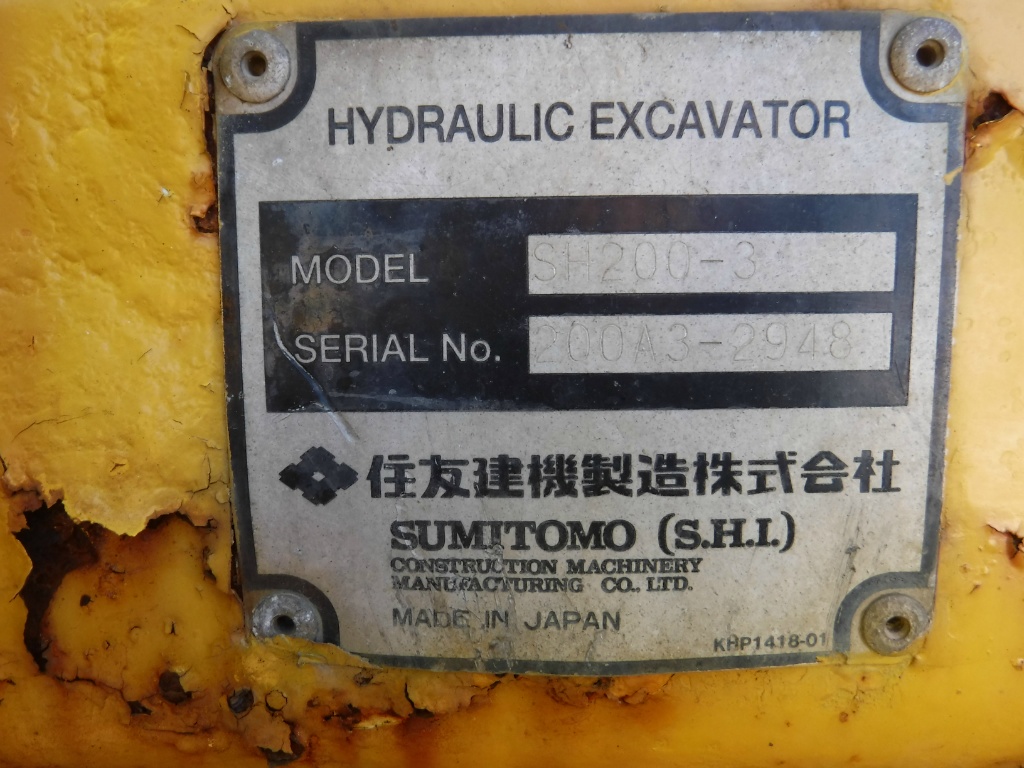 HYDRAULIC EXCAVATOR
MODEL SH200-3
SERIAL No. 200A3-2948
住友建機製造株式会社
SUMITOMO (S.H.I.)
CONSTRUCTION MACHINERY
MANUFACTURING CO., LTD.
MADE IN JAPAN
KHP1418-01